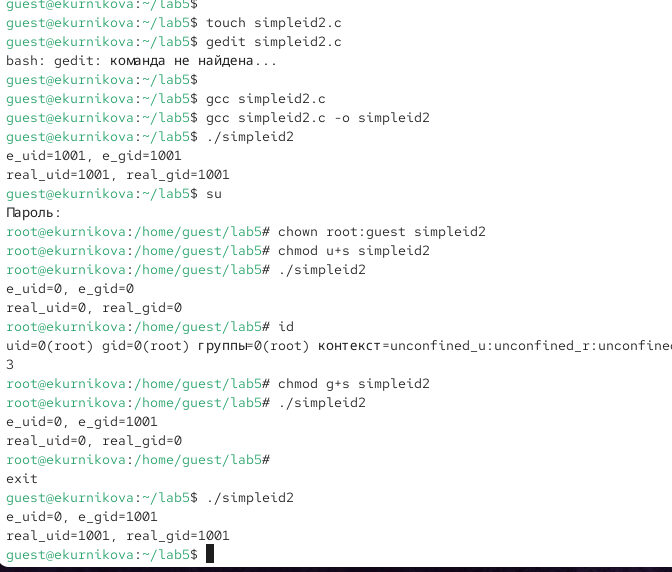 guest@ekurnikova:~/lab5$
guest@ekurnikova:~/lab5$ touch simpleid2.c
guest@ekurnikova:~/lab5$ gedit simpleid2.c
bash: gedit: команда не найдена...
guest@ekurnikova:~/lab5$
guest@ekurnikova:~/lab5$ gcc simpleid2.c
guest@ekurnikova:~/lab5$ gcc simpleid2.c -o simpleid2
guest@ekurnikova:~/lab5$ ./simpleid2
e_uid=1001, e_gid=1001
real_uid=1001, real_gid=1001
guest@ekurnikova:~/lab5$ su
Пароль:
root@ekurnikova:/home/guest/lab5# chown root:guest simpleid2
root@ekurnikova:/home/guest/lab5# chmod u+s simpleid2
root@ekurnikova:/home/guest/lab5# ./simpleid2
e_uid=0, e_gid=0
real_uid=0, real_gid=0
root@ekurnikova:/home/guest/lab5# id
uid=0(root) gid=0(root) группы=0(root) контекст=unconfined_u:unconfined_r:unconfine
3
root@ekurnikova:/home/guest/lab5# chmod g+s simpleid2
root@ekurnikova:/home/guest/lab5# ./simpleid2
e_uid=0, e_gid=1001
real_uid=0, real_gid=0
root@ekurnikova:/home/guest/lab5#
exit
guest@ekurnikova:~/lab5$ ./simpleid2
e_uid=0, e_gid=1001
real_uid=1001, real_gid=1001
guest@ekurnikova:~/lab5$